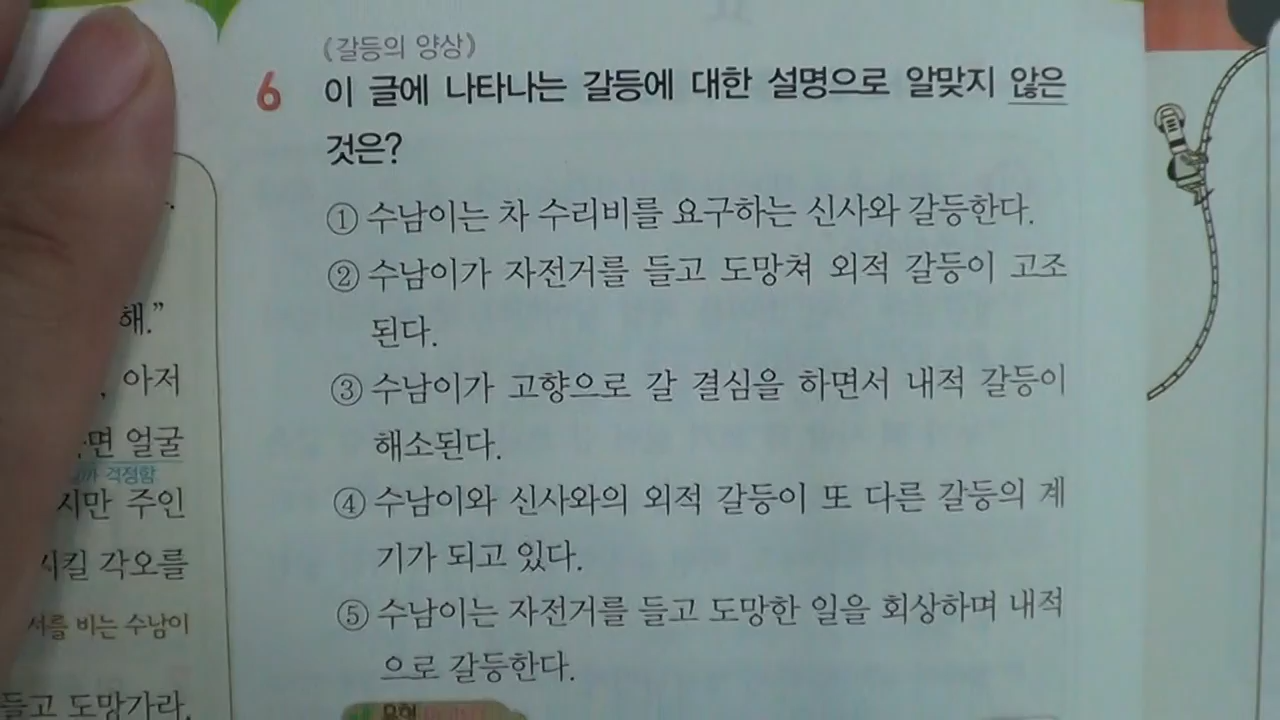 (갈등의 양상)
6 이 글에 나타나는 갈등에 대한 설명으로 알맞지 않은
것은?
① 수남이는 차 수리비를 요구하는 신사와 갈등한다.
② 수남이가 자전거를 들고 도망쳐 외적 갈등이 고조
된다.
③ 수남이가 고향으로 갈 결심을 하면서 내적 갈등이
해소된다.
④ 수남이와 신사와의 외적 갈등이 또 다른 갈등의 계
기가 되고 있다.
⑤ 수남이는 자전거를 들고 도망한 일을 회상하며 내적
으로 갈등한다.
해.”
아저
면 얼굴
걱정함
지만 주인
시킬 각오를
서를 비는 수남이
들고 도망가라.
유형